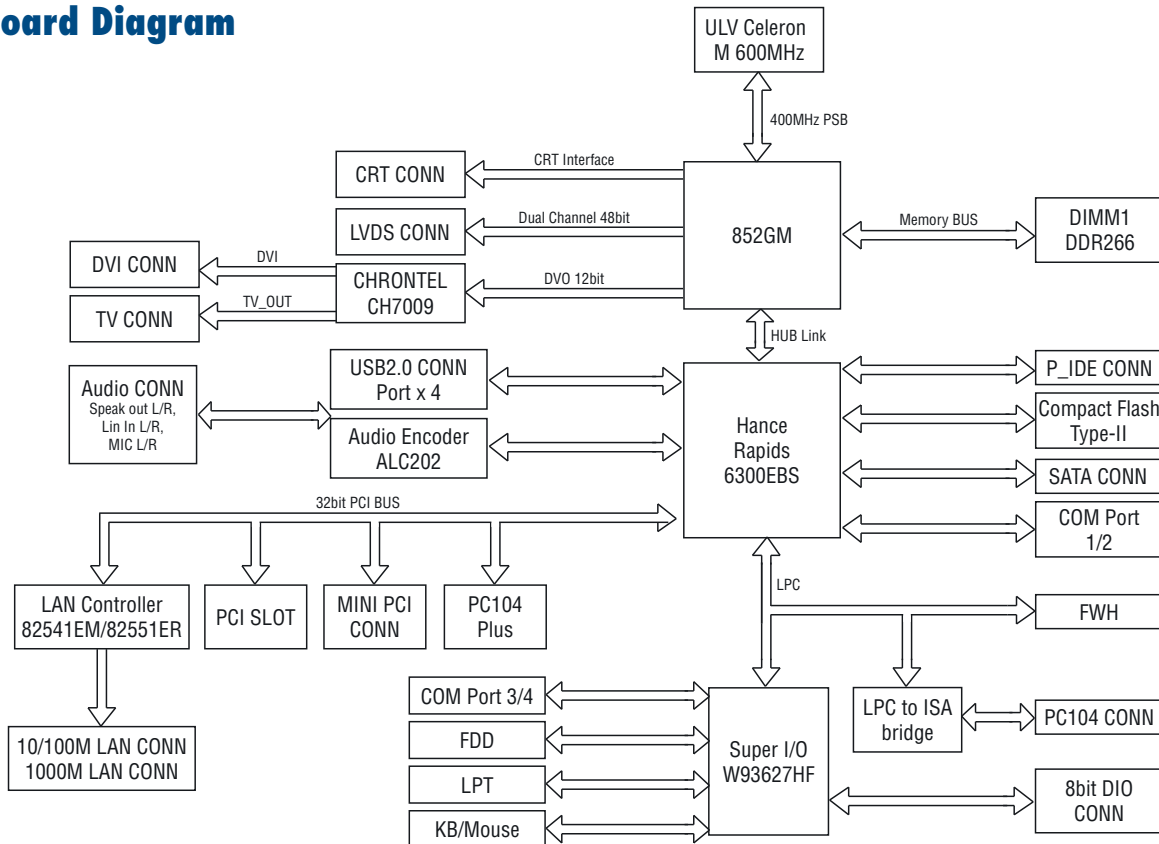 oard Diagram
ULV Celeron
M 600MHz
400MHz PSB
CRT CONN
CRT Interface
LVDS CONN
Dual Channel 48bit
852GM
Memory BUS
DIMM1
DDR266
DVI CONN
DVI
CHRONTEL
CH7009
DVO 12bit
TV CONN
TV_OUT
HUB Link
Audio CONN
Speak out L/R,
Lin In L/R,
MIC L/R
USB2.0 CONN
Port x 4
Audio Encoder
ALC202
Hance
Rapids
6300EBS
P_IDE CONN
Compact Flash
Type-II
SATA CONN
COM Port
1/2
32bit PCI BUS
LAN Controller
82541EM/82551ER
PCI SLOT
MINI PCI
CONN
PC104
Plus
LPC
FWH
10/100M LAN CONN
1000M LAN CONN
COM Port 3/4
FDD
LPT
KB/Mouse
Super I/O
W93627HF
LPC to ISA
bridge
PC104 CONN
8bit DIO
CONN